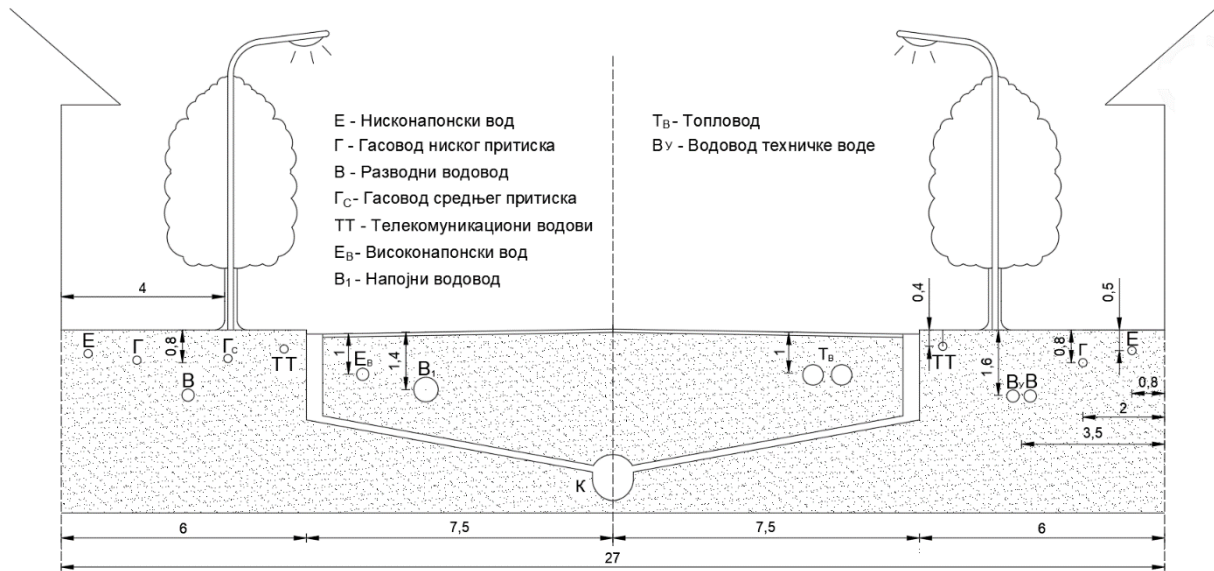 Е - Нисконапонски вод
Г - Гасовод ниског притиска
В - Разводни водовод
Гс- Гасовод средњег притиска
ТТ - Телекомуникациони водови
ЕВ- Високонапонски вод
В1 - Напојни водовод
ТВ- Топловод
ВУ - Водовод техничке воде
4
0,4
0,5
Е
Г
0,8
Гс
ТТ
В
1
ЕВ
1,4
В1
1
ТВ
ТТ
1,6
ВУ В
0,8
Г
Е
0,8
2
3,5
К
6
7,5
7,5
6
27